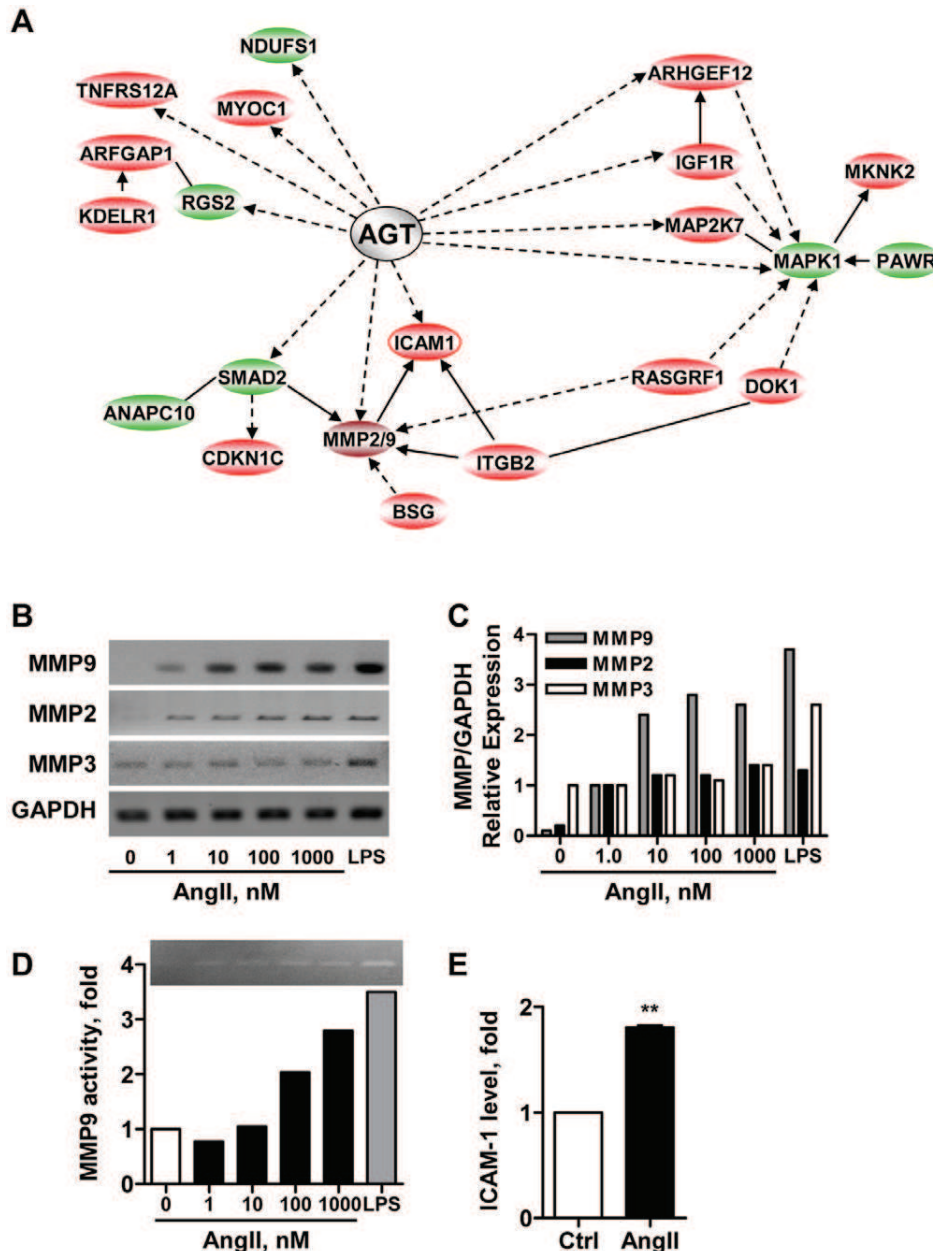 A
NDUFS1
TNFRS12A
MYOC1
ARHGEF12
ARFGAP1
IGF1R
MKNK2
KDELR1
RGS2
AGT
MAP2K7
MAPK1
PAWR
ICAM1
SMAD2
RASGRF1
DOK1
ANAPC10
MMP2/9
CDKN1C
ITGB2
BSG
B
MMP9
MMP2
MMP3
GAPDH
0 1 10 100 1000 LPS
AngII, nM
C
MMP/GAPDH
Relative Expression
4
3
2
1
0
MMP9
MMP2
MMP3
0 1.0 10 100 1000 LPS
AngII, nM
D
MMP9 activity, fold
4
3
2
1
0
0 1 10 100 1000 LPS
AngII, nM
E
ICAM-1 level, fold
2
1
0
**
Ctrl AngII